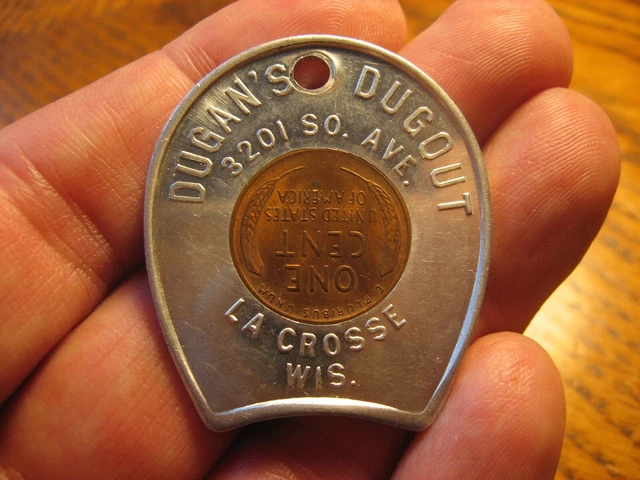 DUGAN'S DUGOUT
3201 SO. AVE.
E PLURIBUS UNUM
ONE
CENT
UNITED STATES
OF AMERICA
LA CROSSE
WIS.